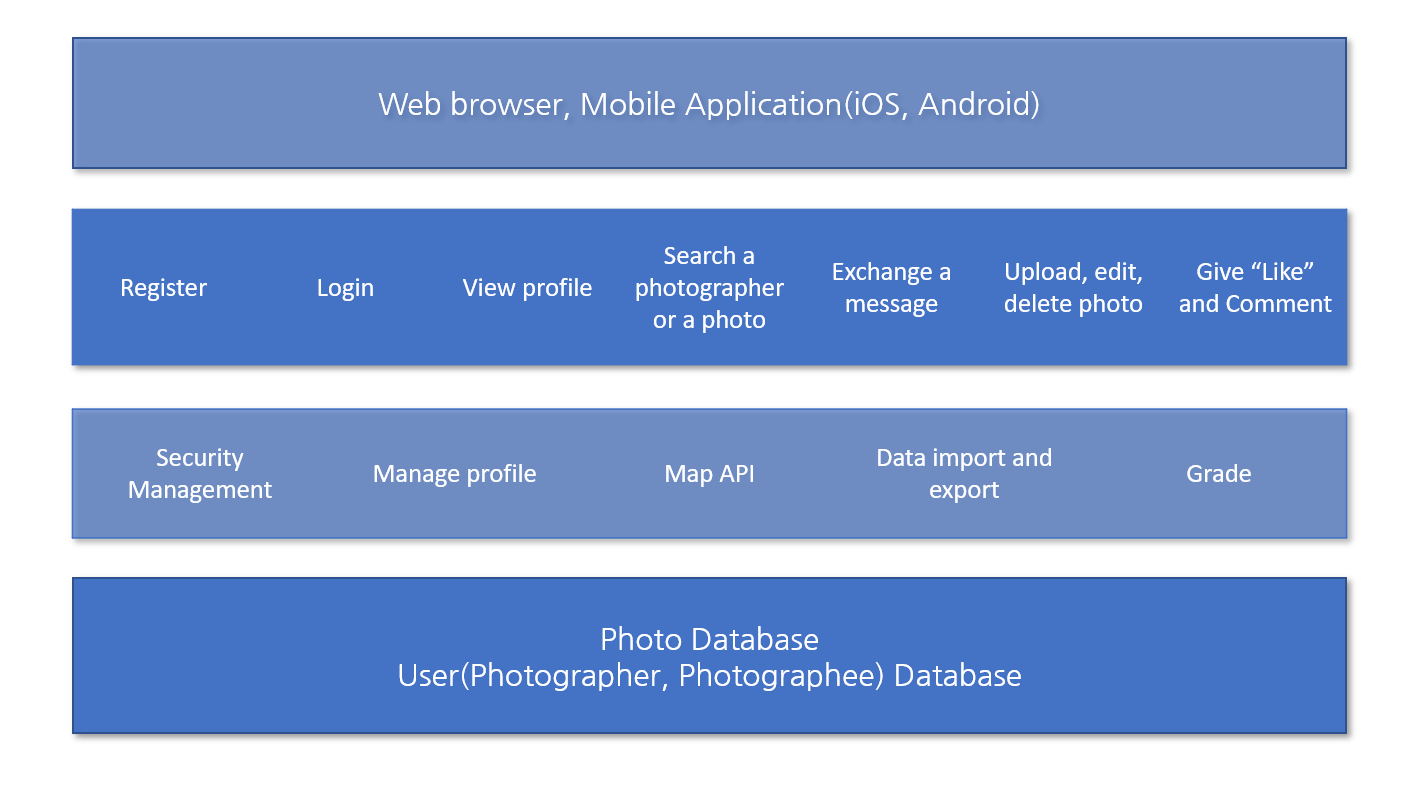 Web browser, Mobile Application(iOS, Android)
Register
Login
View profile
Search a
photographer
or a photo
Exchange a
message
Upload, edit,
delete photo
Give “Like”
and Comment
Security
Management
Manage profile
Map API
Data import and
export
Grade
Photo Database
User(Photographer, Photographee) Database